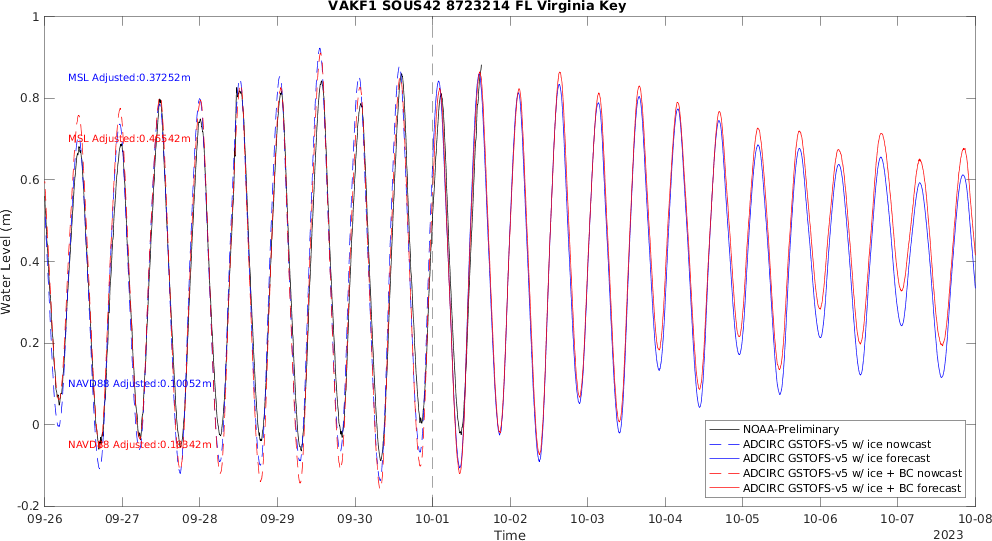 VAKF1 SOUS42 8723214 FL Virginia Key
1
0.8
0.6
0.4
0.2
0
-0.2
Water Level (m)
MSL Adjusted:0.37252m
MSL Adjusted:0.46542m
NAVD88 Adjusted:0.10052m
NAVD88 Adjusted:0.19342m
NOAA-Preliminary
ADCIRC GSTOFS-v5 w/ ice nowcast
ADCIRC GSTOFS-v5 w/ ice forecast
ADCIRC GSTOFS-v5 w/ ice + BC nowcast
ADCIRC GSTOFS-v5 w/ ice + BC forecast
09-26 09-27 09-28 09-29 09-30 10-01 10-02 10-03 10-04 10-05 10-06 10-07 10-08
Time
2023